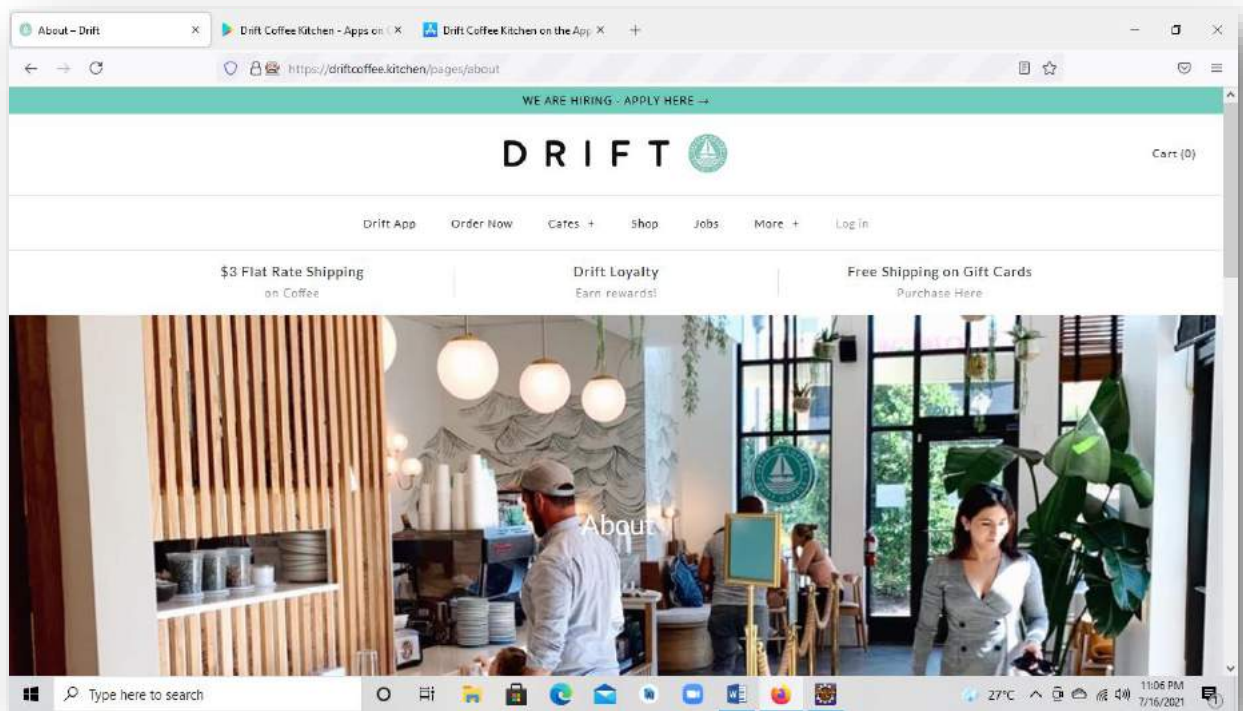 About – Drift
Drift Coffee Kitchen - Apps on
Drift Coffee Kitchen on the App
https://driftcoffee.kitchen/pages/about
WE ARE HIRING - APPLY HERE →
DRIFT
Cart (0)
Drift App Order Now Cafes + Shop Jobs More + Log in
$3 Flat Rate Shipping Drift Loyalty Free Shipping on Gift Cards
on Coffee Earn rewards! Purchase Here
About
Type here to search
27°C
11:06 PM
7/16/2021